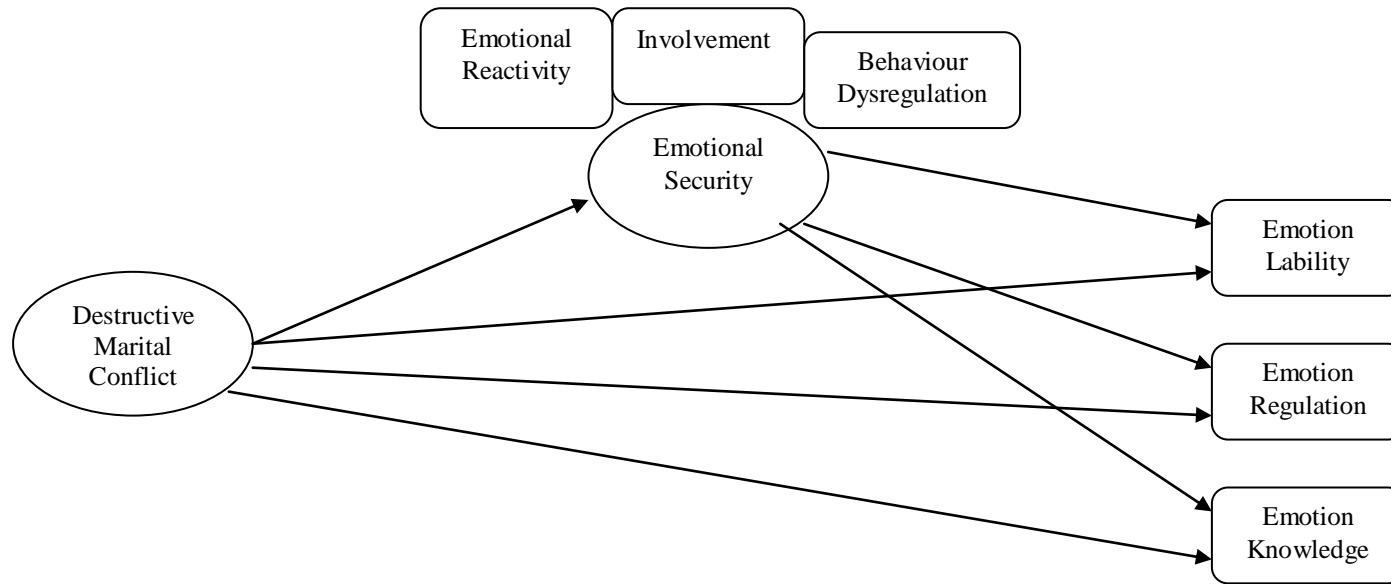 Emotional
Reactivity
Involvement
Behaviour
Dysregulation
Emotional
Security
Emotion
Lability
Destructive
Marital
Conflict
Emotion
Regulation
Emotion
Knowledge